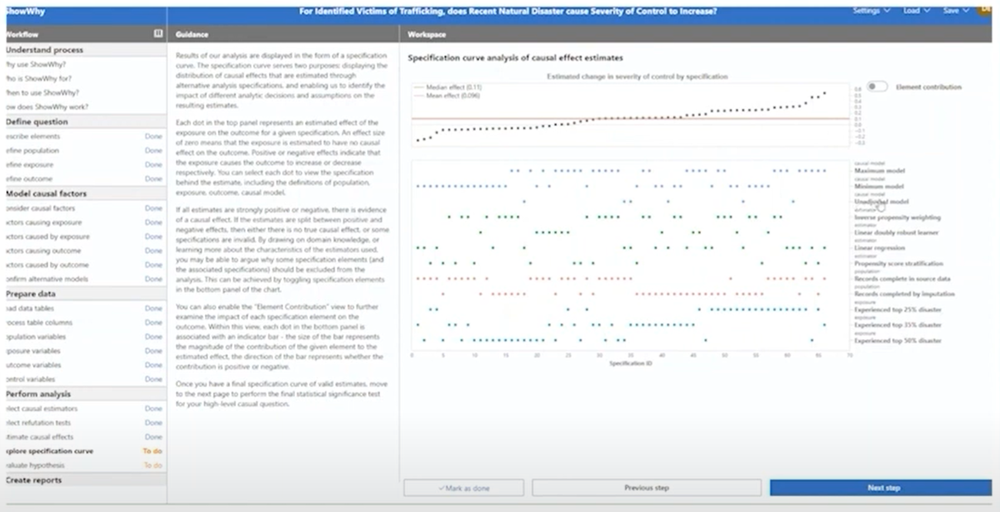 ShowWhy
For Identified Victims of Trafficking, does Recent Natural Disaster cause Severity of Control to Increase?
Settings
Load
Save
Workflow
Guidance
Workspace
Understand process
hy use ShowWhy?
ho is ShowWhy for?
hen to use ShowWhy?
ow does ShowWhy work?
Define question
escribe elements Done
efine population Done
efine exposure Done
efine outcome Done
Model causal factors
onsider causal factors Done
ctors causing exposure Done
ctors caused by exposure Done
ctors causing outcome Done
ctors caused by outcome Done
onfirm alternative models Done
Prepare data
oad data tables Done
ocess table columns Done
opulation variables Done
xposure variables Done
utcome variables Done
ontrol variables Done
Perform analysis
elect causal estimators Done
elect refutation tests Done
stimate causal effects Done
xplore specification curve To do
valuate hypothesis To do
Create reports
Results of our analysis are displayed in the form of a specification
curve. The specification curve serves two purposes: displaying the
distribution of causal effects that are estimated through
alternative analysis specifications, and enabling us to identify the
impact of different analytic decisions and assumptions on the
resulting estimates.
Each dot in the top panel represents an estimated effect of the
exposure on the outcome for a given specification. An effect size
of zero means that the exposure is estimated to have no causal
effect on the outcome. Positive or negative effects indicate that
the exposure causes the outcome to increase or decrease
respectively. You can select each dot to view the specification
behind the estimate, including the definitions of population,
exposure, outcome, causal model.
If all estimates are strongly positive or negative, there is evidence
of a causal effect. If the estimates are split between positive and
negative effects, then either there is no true causal effect, or some
specifications are invalid. By drawing on domain knowledge, or
learning more about the characteristics of the estimators used,
you may be able to argue why some specification elements (and
the associated specifications) should be excluded from the
analysis. This can be achieved by toggling specification elements
in the bottom panel of the chart.
You can also enable the "Element Contribution" view to further
examine the impact of each specification element on the
outcome. Within this view, each dot in the bottom panel is
associated with an indicator bar - the size of the bar represents
the magnitude of the contribution of the given element to the
estimated effect, the direction of the bar represents whether the
contribution is positive or negative.
Once you have a final specification curve of valid estimates, move
to the next page to perform the final statistical significance test
for your high-level casual question.
Specification curve analysis of causal effect estimates
Estimated change in severity of control by specification
Median effect (0.11)
Mean effect (0.096)
0.6
0.5
0.4
0.3
0.2
0.1
0.0
-0.1
-0.2
-0.3
Element contribution
causal model
Maximum model
causal model
Minimum model
causal model
Unadjusted model
estimator
Inverse propensity weighting
estimator
Linear doubly robust learner
estimator
Linear regression
estimator
Propensity score stratification
population
Records complete in source data
population
Records completed by imputation
exposure
Experienced top 25% disaster
exposure
Experienced top 35% disaster
exposure
Experienced top 50% disaster
0 5 10 15 20 25 30 35 40 45 50 55 60 65 70
Specification ID
Mark as done
Previous step
Next step